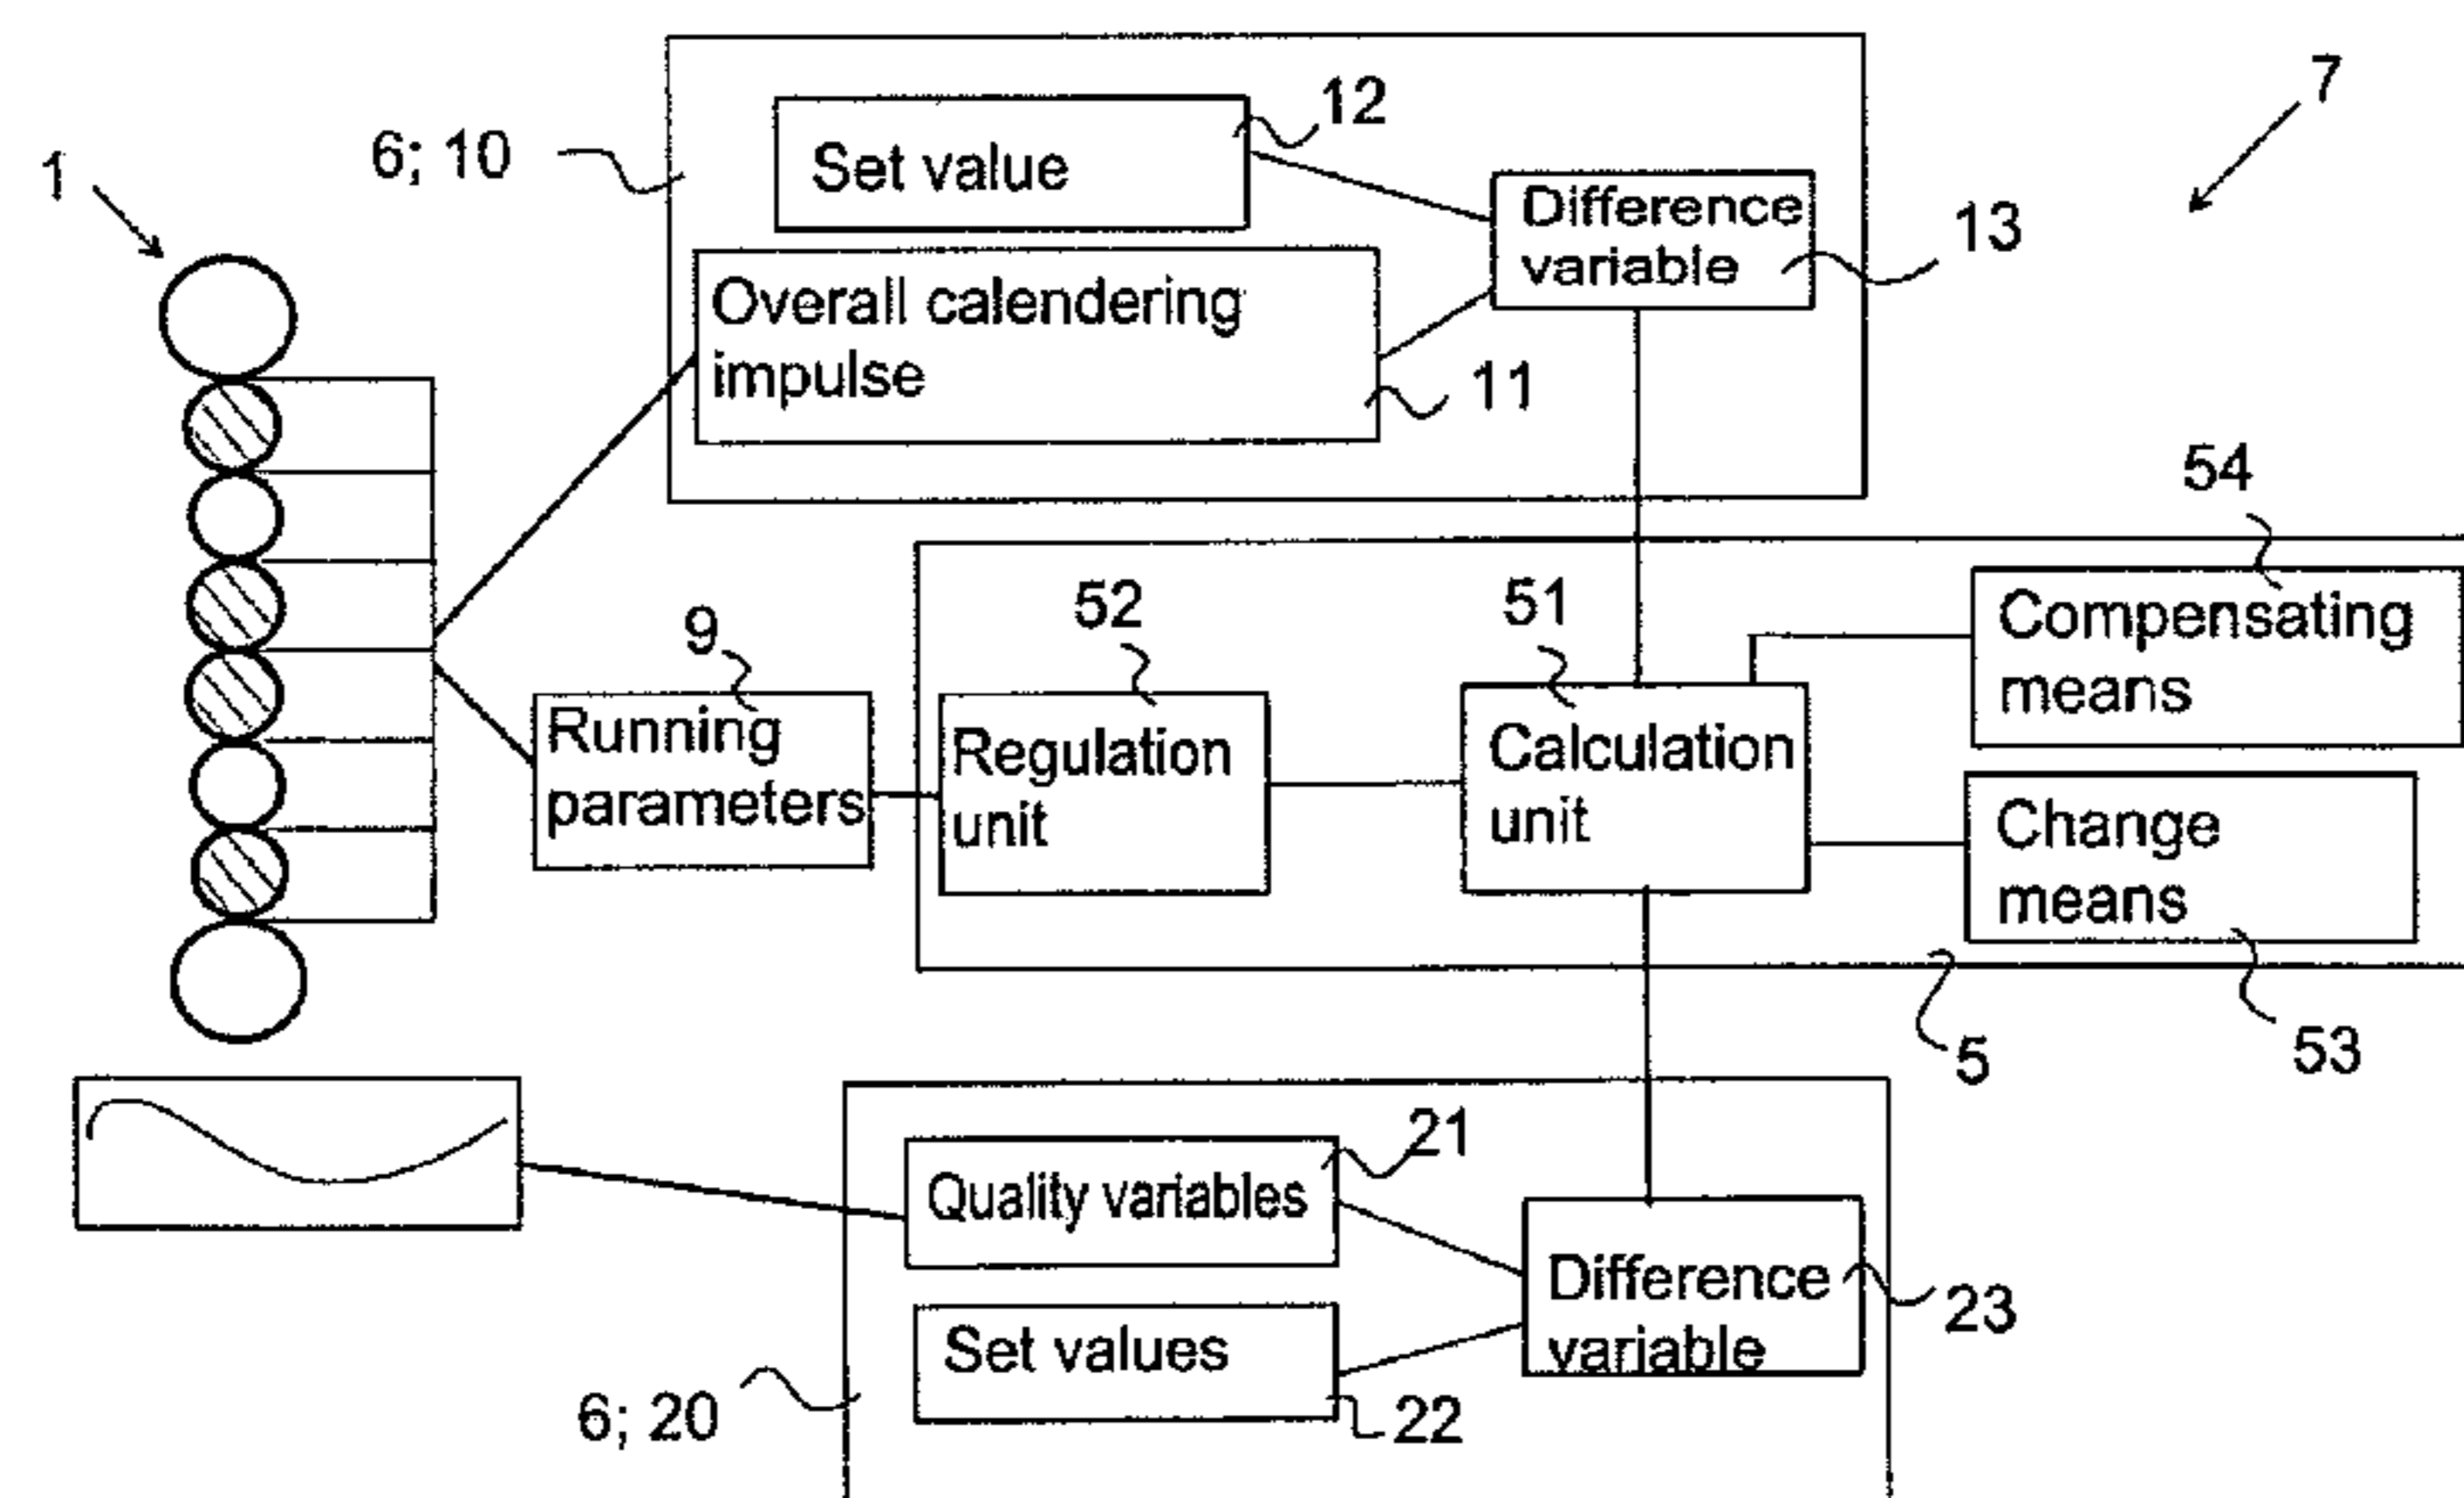 1
6; 10
Set value
12
Difference
variable
13
7
Overall calendering
impulse
11
9
Running
parameters
52
Regulation
unit
51
Calculation
unit
54
Compensating
means
Change
means
53
5
21
Quality variables
Set values
22
Difference
variable
23
6; 20